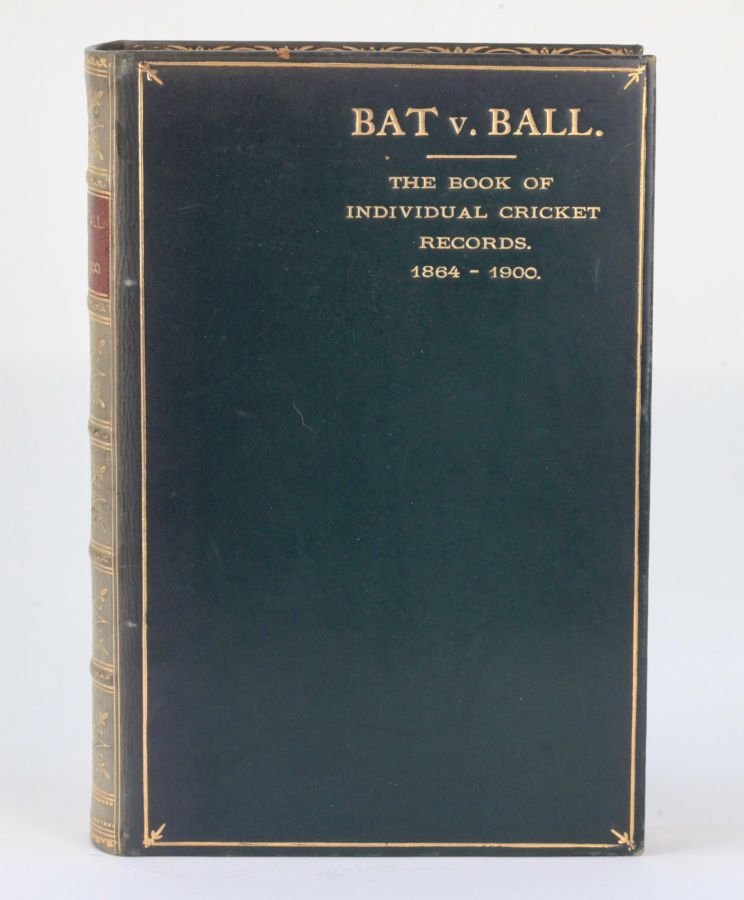 BAT v. BALL.
THE BOOK OF
INDIVIDUAL CRICKET
RECORDS.
1864 - 1900.